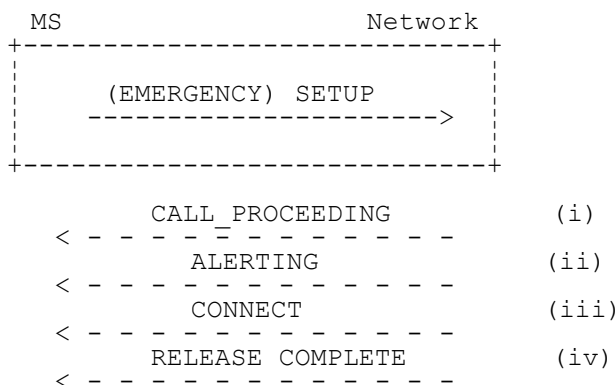 MS Network
(EMERGENCY) SETUP
CALL_PROCEEDING (i)
ALERTING (ii)
CONNECT (iii)
RELEASE COMPLETE (iv)